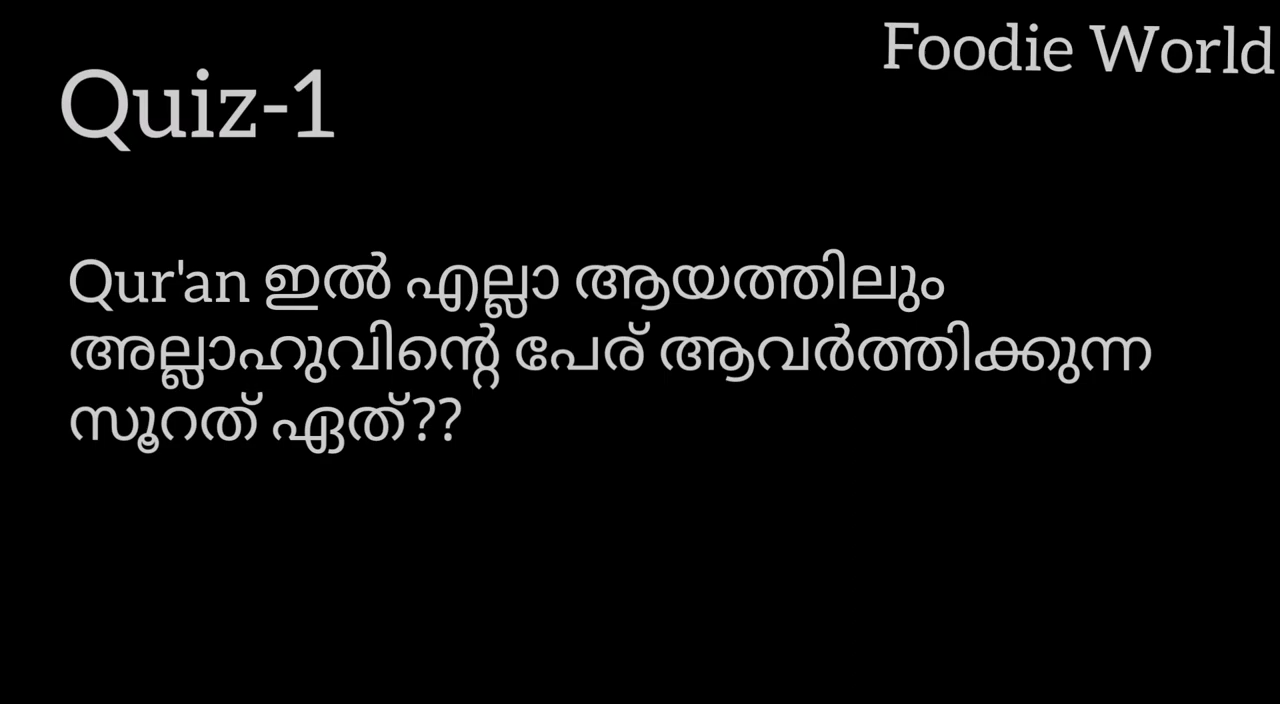 Foodie World
Quiz-1
Qur'an ഇൽ എല്ലാ ആയത്തിലും
അല്ലാഹുവിന്റെ പേര് ആവർത്തിക്കുന്ന
സൂറത് ഏത്??